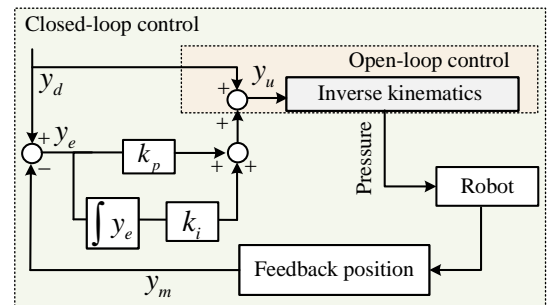 Closed-loop control
Open-loop control
y_d
y_u
+
+
Inverse kinematics
+
y_e
−
k_p
+
+
+
Pressure
Robot
∫ y_e
k_i
y_m
Feedback position